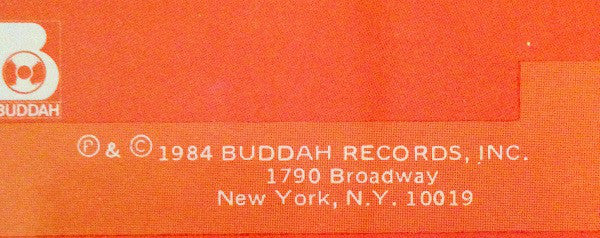 B
BUDDAH
℗ & © 1984 BUDDAH RECORDS, INC.
1790 Broadway
New York, N.Y. 10019